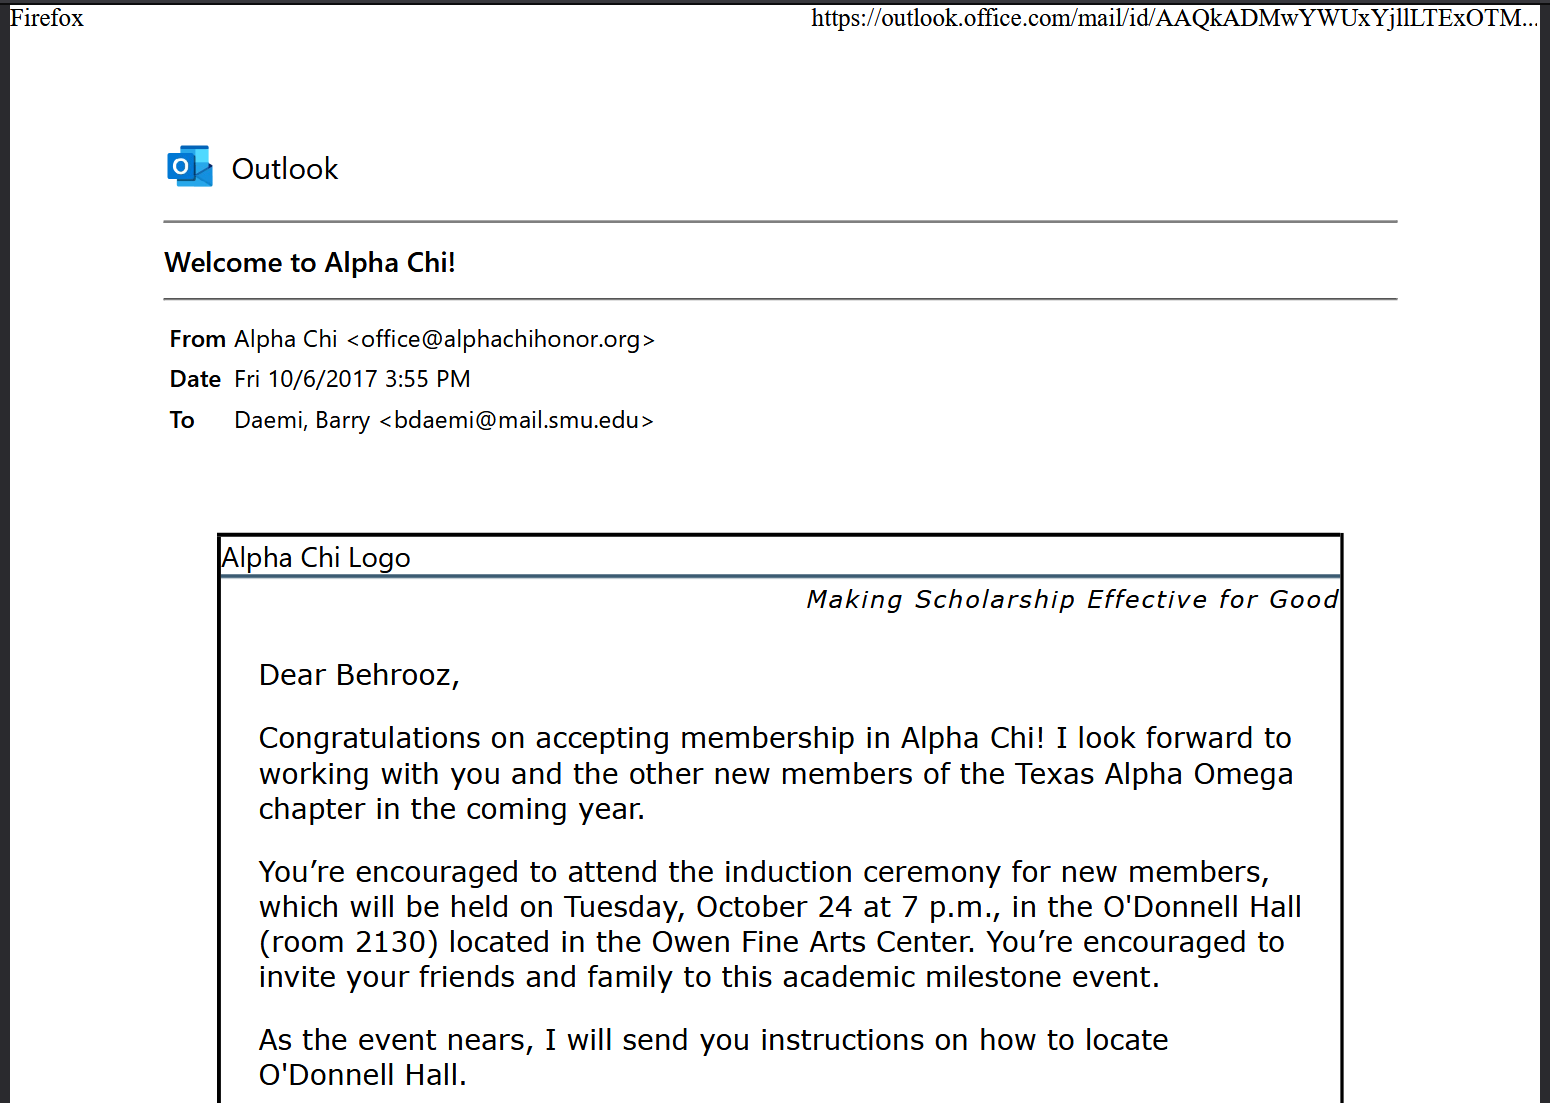 Firefox
https://outlook.office.com/mail/id/AAQkADMwYWUxYjllLTExOTM...
Outlook
Welcome to Alpha Chi!
From Alpha Chi <office@alphachihonor.org>
Date Fri 10/6/2017 3:55 PM
To Daemi, Barry <bdaemi@mail.smu.edu>
Alpha Chi Logo
Making Scholarship Effective for Good
Dear Behrooz,
Congratulations on accepting membership in Alpha Chi! I look forward to
working with you and the other new members of the Texas Alpha Omega
chapter in the coming year.
You’re encouraged to attend the induction ceremony for new members,
which will be held on Tuesday, October 24 at 7 p.m., in the O'Donnell Hall
(room 2130) located in the Owen Fine Arts Center. You’re encouraged to
invite your friends and family to this academic milestone event.
As the event nears, I will send you instructions on how to locate
O'Donnell Hall.